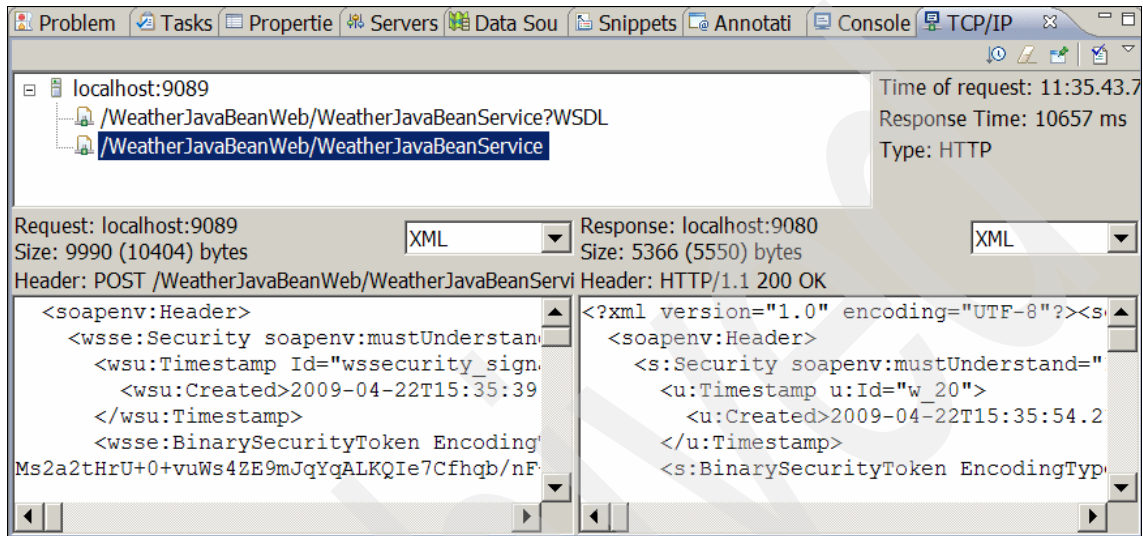 Problem Tasks Propertie Servers Data Sou Snippets Annotati Console TCP/IP
localhost:9089
/WeatherJavaBeanWeb/WeatherJavaBeanService?WSDL
/WeatherJavaBeanWeb/WeatherJavaBeanService
Time of request: 11:35.43.7
Response Time: 10657 ms
Type: HTTP
Request: localhost:9089
Size: 9990 (10404) bytes
XML
Header: POST /WeatherJavaBeanWeb/WeatherJavaBeanServi
Response: localhost:9080
Size: 5366 (5550) bytes
XML
Header: HTTP/1.1 200 OK
<soapenv:Header>
<wsse:Security soapenv:mustUnderstan
<wsu:Timestamp Id="wssecurity_sign
<wsu:Created>2009-04-22T15:35:39
</wsu:Timestamp>
<wsse:BinarySecurityToken Encoding
Ms2a2tHrU+0+vuWs4ZE9mJqYqALKQIe7Cfhqb/nF
<?xml version="1.0" encoding="UTF-8"?><s
<soapenv:Header>
<s:Security soapenv:mustUnderstand="
<u:Timestamp u:Id="w_20">
<u:Created>2009-04-22T15:35:54.2
</u:Timestamp>
<s:BinarySecurityToken EncodingTyp